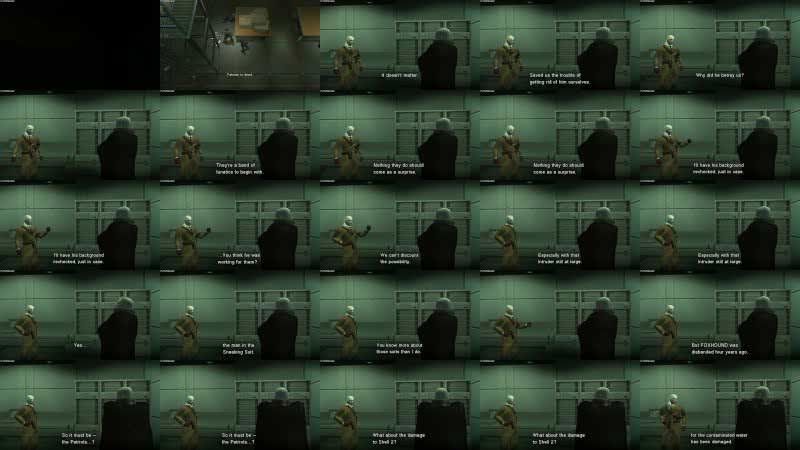 Fatman is dead.
It doesn't matter.
Saved us the trouble of
getting rid of him ourselves.
Why did he betray us?
They're a band of
lunatics to begin with.
Nothing they do should
come as a surprise.
Nothing they do should
come as a surprise.
I'll have his background
rechecked, just in case.
I'll have his background
rechecked, just in case.
You think he was
working for them?
We can't discount
the possibility.
Especially with that
intruder still at large.
Especially with that
intruder still at large.
Yes...
the man in the
Sneaking Suit.
You know more about
those suits than I do.
But FOXHOUND was
disbanded four years ago.
So it must be --
the Patriots...?
So it must be --
the Patriots...?
What about the damage
to Shell 2?
What about the damage
to Shell 2?
for the contaminated water
has been damaged.